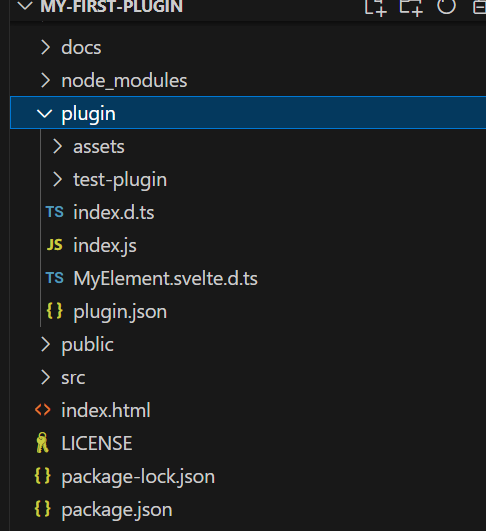 MY-FIRST-PLUGIN
docs
node_modules
plugin
assets
test-plugin
TS index.d.ts
JS index.js
TS MyElement.svelte.d.ts
{} plugin.json
public
src
<> index.html
LICENSE
{} package-lock.json
{} package.json